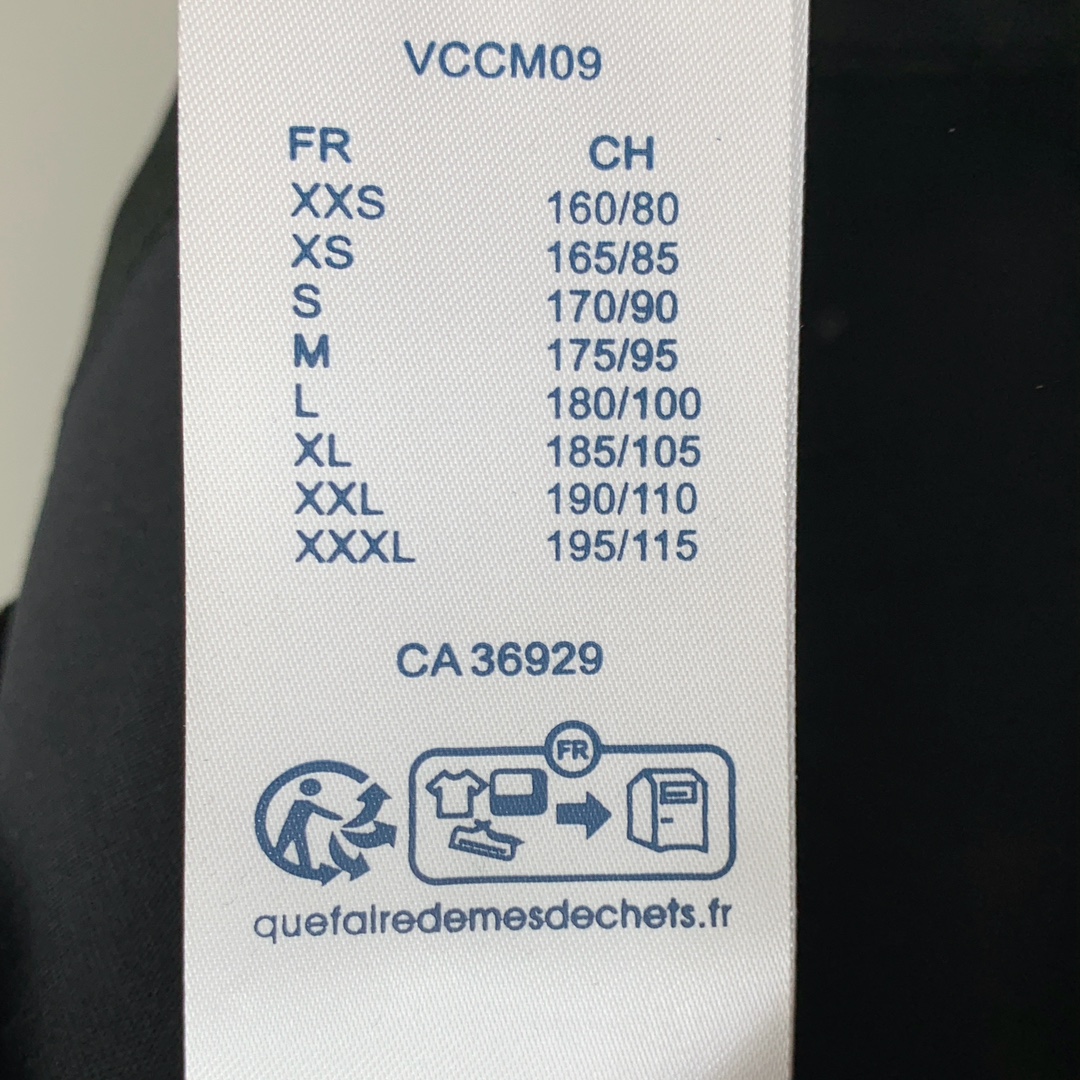 VCCM09
FR CH
XXS 160/80
XS 165/85
S 170/90
M 175/95
L 180/100
XL 185/105
XXL 190/110
XXXL 195/115
CA 36929
FR
quefairedemesdechets.fr